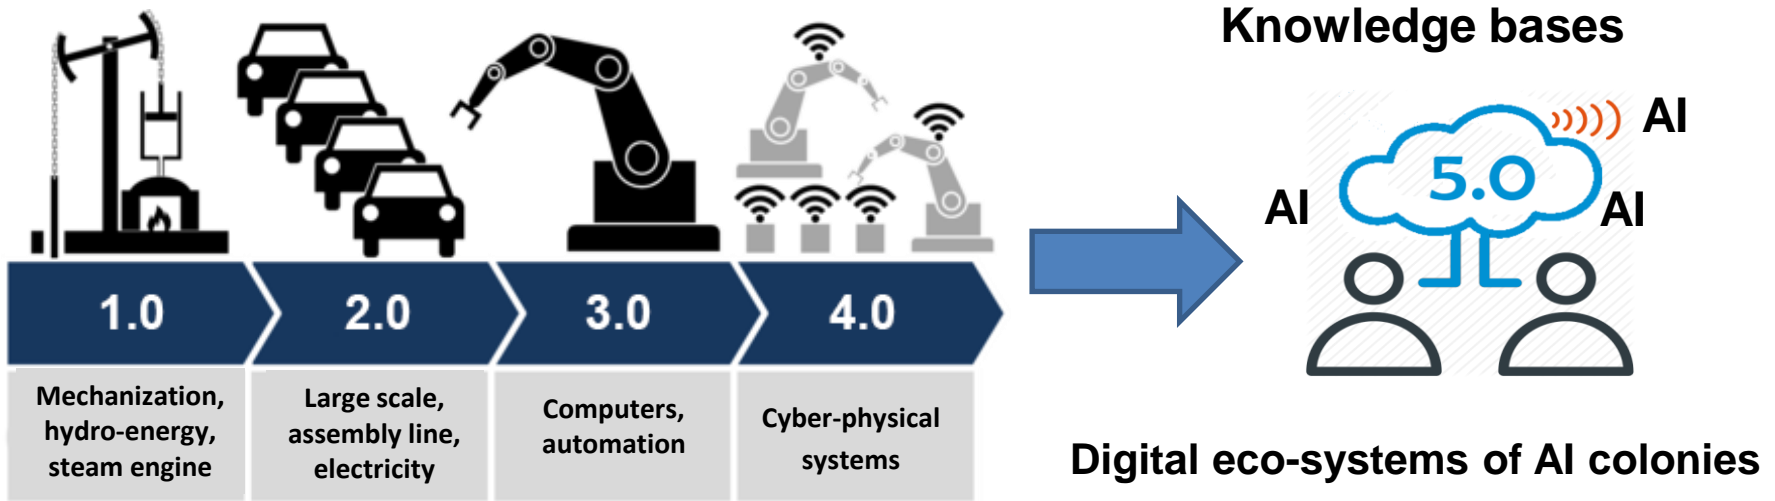 1.0
2.0
3.0
4.0
Mechanization,
hydro-energy,
steam engine
Large scale,
assembly line,
electricity
Computers,
automation
Cyber-physical
systems
Knowledge bases
AI
5.0
AI
AI
Digital eco-systems of AI colonies